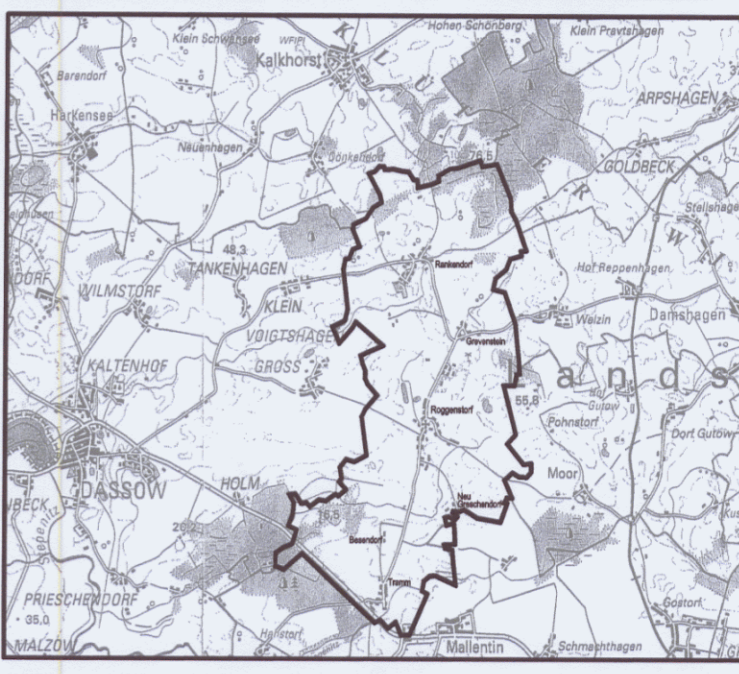 Hohen Schönberg
Klein Pravtshagen
Klein Schwansee
Kalkhorst
K L Ü T Z E R
Barendorf
ARPSHAGEN
Harkensee
Neuenhagen
Dönkendorf
76,5
GOLDBECK
W I
48,3
TANKENHAGEN
Rankendorf
Hof Reppenhagen
WILMSTORF
KLEIN
Welzin
Damshagen
VOIGTSHAGEN
Grevenstein
KALTENHOF
GROSS
L a n d s
55,8
Gutow
Roggenstorf
Pohnstorf
Dorf Gutow
Moor
DASSOW
HOLM
Neu
Greschendorf
16,5
Besendorf
Stepenitz
Tramm
PRIESCHENDORF
35,0
Gostorf
Hanstorf
MALZOW
Mallentin
Schmachthagen